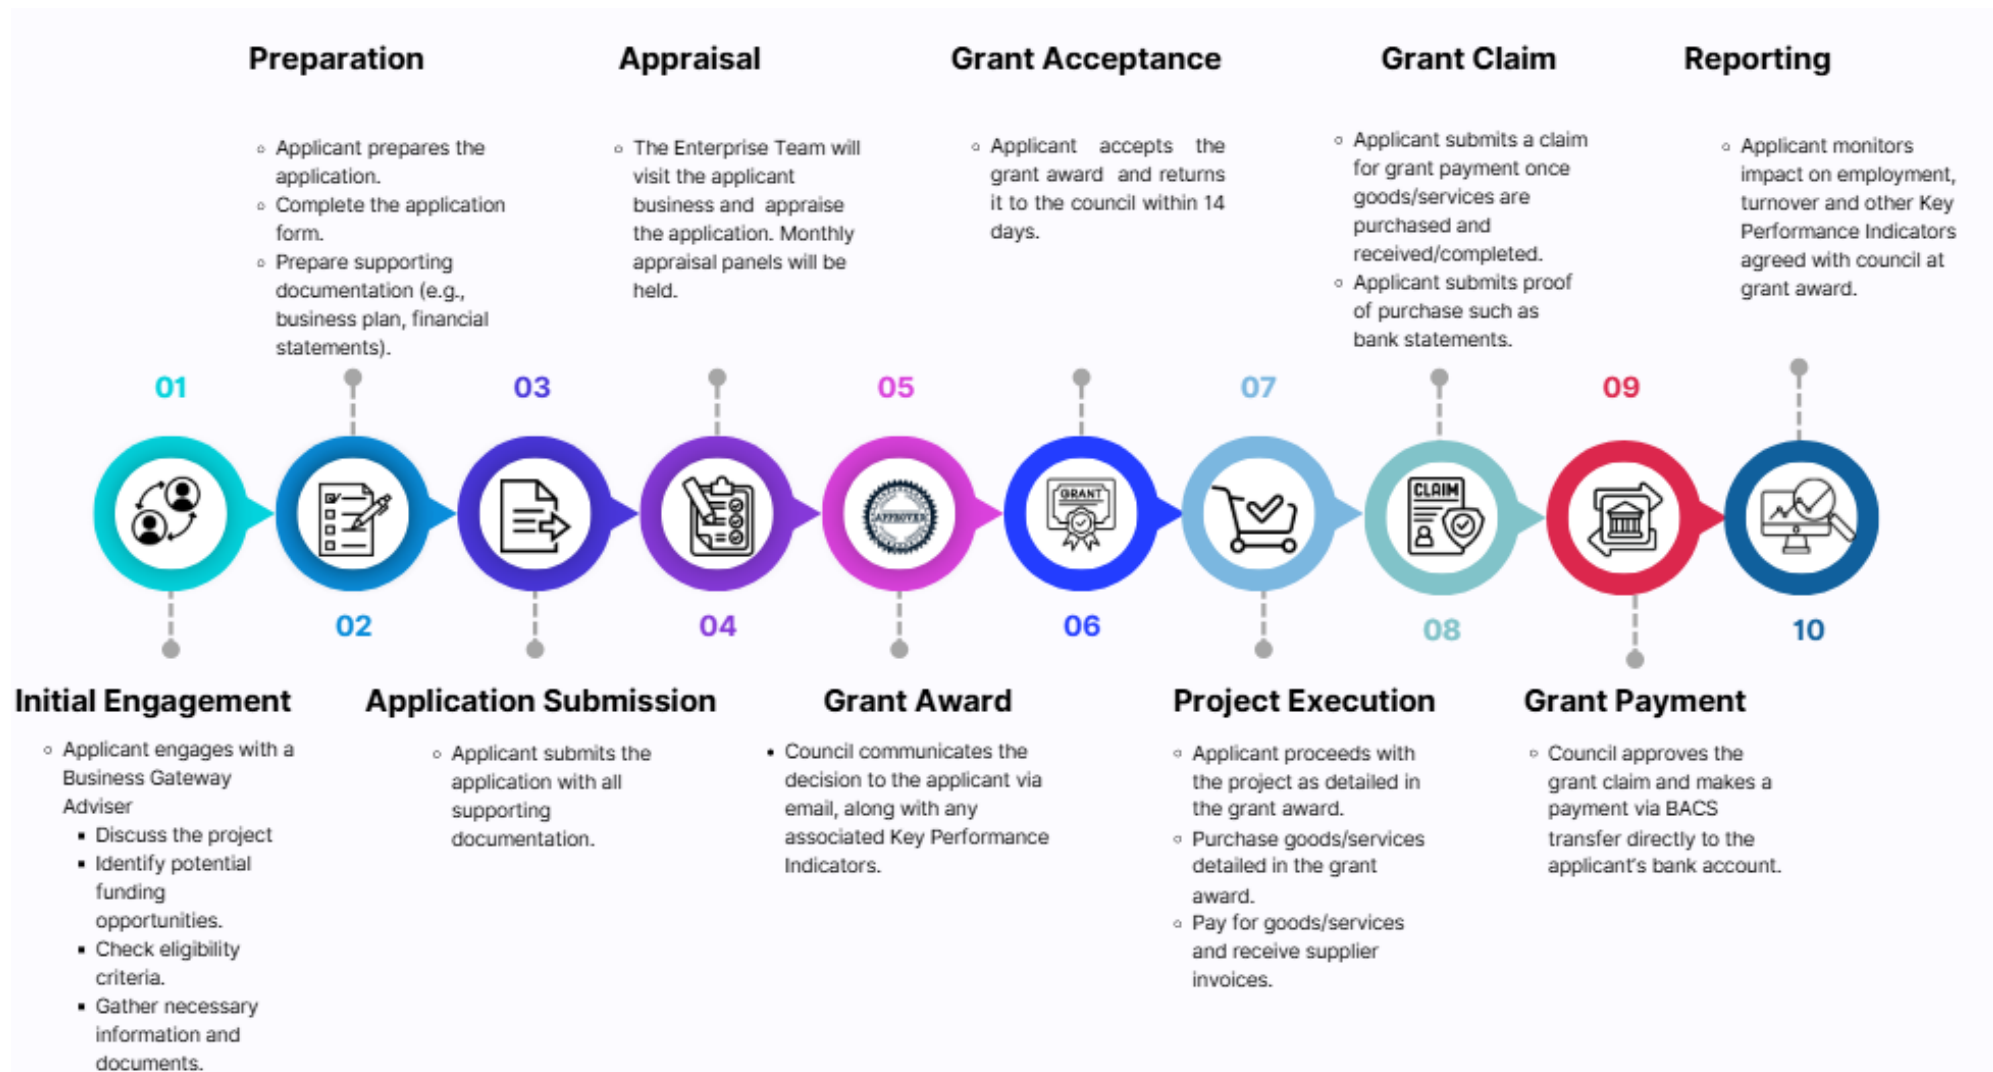 Preparation
○ Applicant prepares the
application.
○ Complete the application
form.
○ Prepare supporting
documentation (e.g.,
business plan, financial
statements).
Appraisal
○ The Enterprise Team will
visit the applicant
business and appraise
the application. Monthly
appraisal panels will be
held.
Grant Acceptance
○ Applicant accepts the
grant award and returns
it to the council within 14
days.
Grant Claim
○ Applicant submits a claim
for grant payment once
goods/services are
purchased and
received/completed.
○ Applicant submits proof
of purchase such as
bank statements.
Reporting
○ Applicant monitors
impact on employment,
turnover and other Key
Performance Indicators
agreed with council at
grant award.
01
03
05
07
09
APPROVED
GRANT
CLAIM
02
04
06
08
10
Initial Engagement
○ Applicant engages with a
Business Gateway
Adviser
▪ Discuss the project
▪ Identify potential
funding
opportunities.
▪ Check eligibility
criteria.
▪ Gather necessary
information and
documents.
Application Submission
○ Applicant submits the
application with all
supporting
documentation.
Grant Award
• Council communicates the
decision to the applicant via
email, along with any
associated Key Performance
Indicators.
Project Execution
○ Applicant proceeds with
the project as detailed in
the grant award.
○ Purchase goods/services
detailed in the grant
award.
○ Pay for goods/services
and receive supplier
invoices.
Grant Payment
○ Council approves the
grant claim and makes a
payment via BACS
transfer directly to the
applicant's bank account.